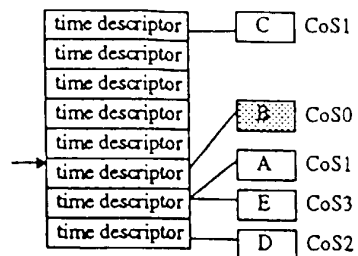 time descriptor C CoS1
time descriptor
time descriptor
time descriptor B CoS0
time descriptor
time descriptor A CoS1
time descriptor E CoS3
time descriptor D CoS2